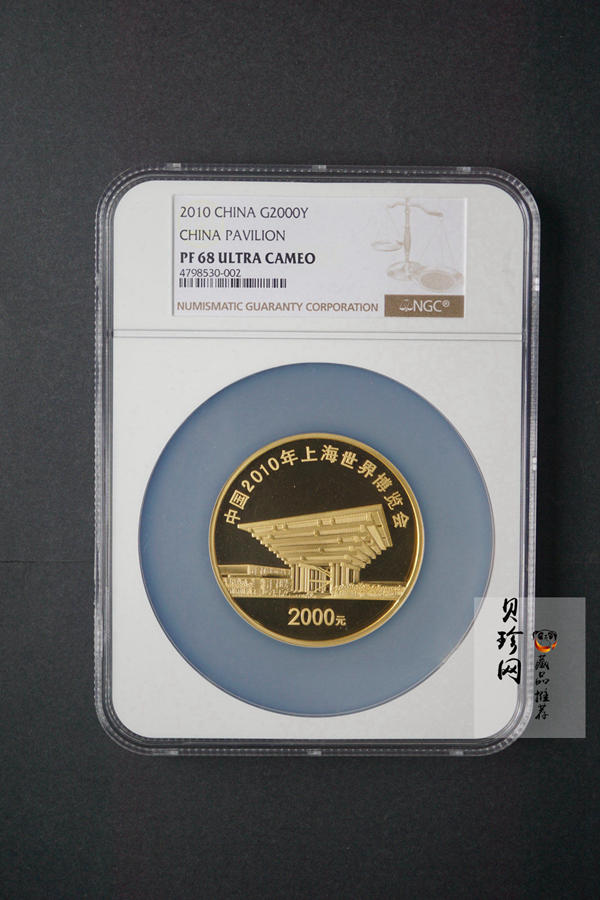 2010 CHINA G2000Y
CHINA PAVILION
PF 68 ULTRA CAMEO
4798530-002
NUMISMATIC GUARANTY CORPORATION
NGC®
中国2010年上海世界博览会
2000元
贝珍网
藏品推荐